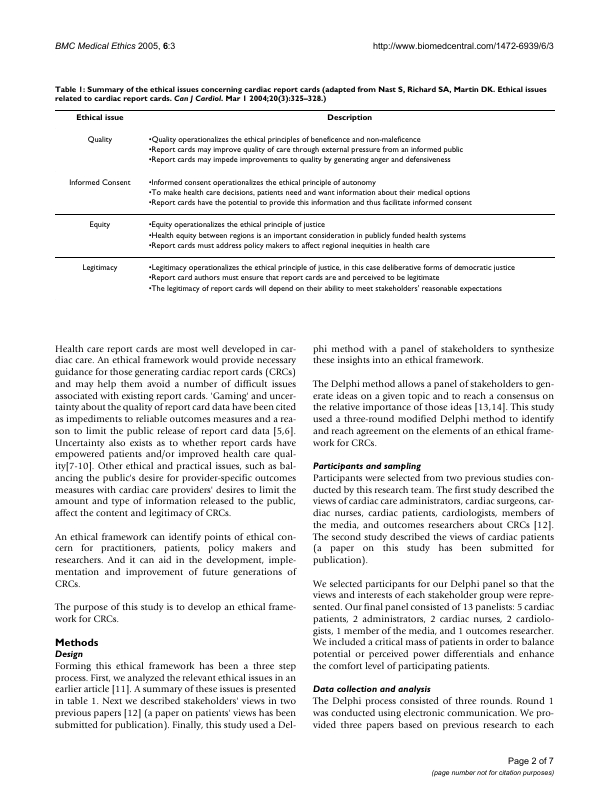 BMC Medical Ethics 2005, 6:3
http://www.biomedcentral.com/1472-6939/6/3
Table 1: Summary of the ethical issues concerning cardiac report cards (adapted from Nast S, Richard SA, Martin DK. Ethical issues
related to cardiac report cards. Can J Cardiol. Mar 1 2004;20(3):325–328.)
Ethical issue
Description
Quality
•Quality operationalizes the ethical principles of beneficence and non-maleficence
•Report cards may improve quality of care through external pressure from an informed public
•Report cards may impede improvements to quality by generating anger and defensiveness
Informed Consent
•Informed consent operationalizes the ethical principle of autonomy
•To make health care decisions, patients need and want information about their medical options
•Report cards have the potential to provide this information and thus facilitate informed consent
Equity
•Equity operationalizes the ethical principle of justice
•Health equity between regions is an important consideration in publicly funded health systems
•Report cards must address policy makers to affect regional inequities in health care
Legitimacy
•Legitimacy operationalizes the ethical principle of justice, in this case deliberative forms of democratic justice
•Report card authors must ensure that report cards are and perceived to be legitimate
•The legitimacy of report cards will depend on their ability to meet stakeholders' reasonable expectations
Health care report cards are most well developed in car-
diac care. An ethical framework would provide necessary
guidance for those generating cardiac report cards (CRCs)
and may help them avoid a number of difficult issues
associated with existing report cards. 'Gaming' and uncer-
tainty about the quality of report card data have been cited
as impediments to reliable outcomes measures and a rea-
son to limit the public release of report card data [5,6].
Uncertainty also exists as to whether report cards have
empowered patients and/or improved health care qual-
ity[7-10]. Other ethical and practical issues, such as bal-
ancing the public's desire for provider-specific outcomes
measures with cardiac care providers' desires to limit the
amount and type of information released to the public,
affect the content and legitimacy of CRCs.
An ethical framework can identify points of ethical con-
cern for practitioners, patients, policy makers and
researchers. And it can aid in the development, imple-
mentation and improvement of future generations of
CRCs.
The purpose of this study is to develop an ethical frame-
work for CRCs.
Methods
Design
Forming this ethical framework has been a three step
process. First, we analyzed the relevant ethical issues in an
earlier article [11]. A summary of these issues is presented
in table 1. Next we described stakeholders' views in two
previous papers [12] (a paper on patients' views has been
submitted for publication). Finally, this study used a Del-
phi method with a panel of stakeholders to synthesize
these insights into an ethical framework.
The Delphi method allows a panel of stakeholders to gen-
erate ideas on a given topic and to reach a consensus on
the relative importance of those ideas [13,14]. This study
used a three-round modified Delphi method to identify
and reach agreement on the elements of an ethical frame-
work for CRCs.
Participants and sampling
Participants were selected from two previous studies con-
ducted by this research team. The first study described the
views of cardiac care administrators, cardiac surgeons, car-
diac nurses, cardiac patients, cardiologists, members of
the media, and outcomes researchers about CRCs [12].
The second study described the views of cardiac patients
(a paper on this study has been submitted for
publication).
We selected participants for our Delphi panel so that the
views and interests of each stakeholder group were repre-
sented. Our final panel consisted of 13 panelists: 5 cardiac
patients, 2 administrators, 2 cardiac nurses, 2 cardiolo-
gists, 1 member of the media, and 1 outcomes researcher.
We included a critical mass of patients in order to balance
potential or perceived power differentials and enhance
the comfort level of participating patients.
Data collection and analysis
The Delphi process consisted of three rounds. Round 1
was conducted using electronic communication. We pro-
vided three papers based on previous research to each
Page 2 of 7
(page number not for citation purposes)